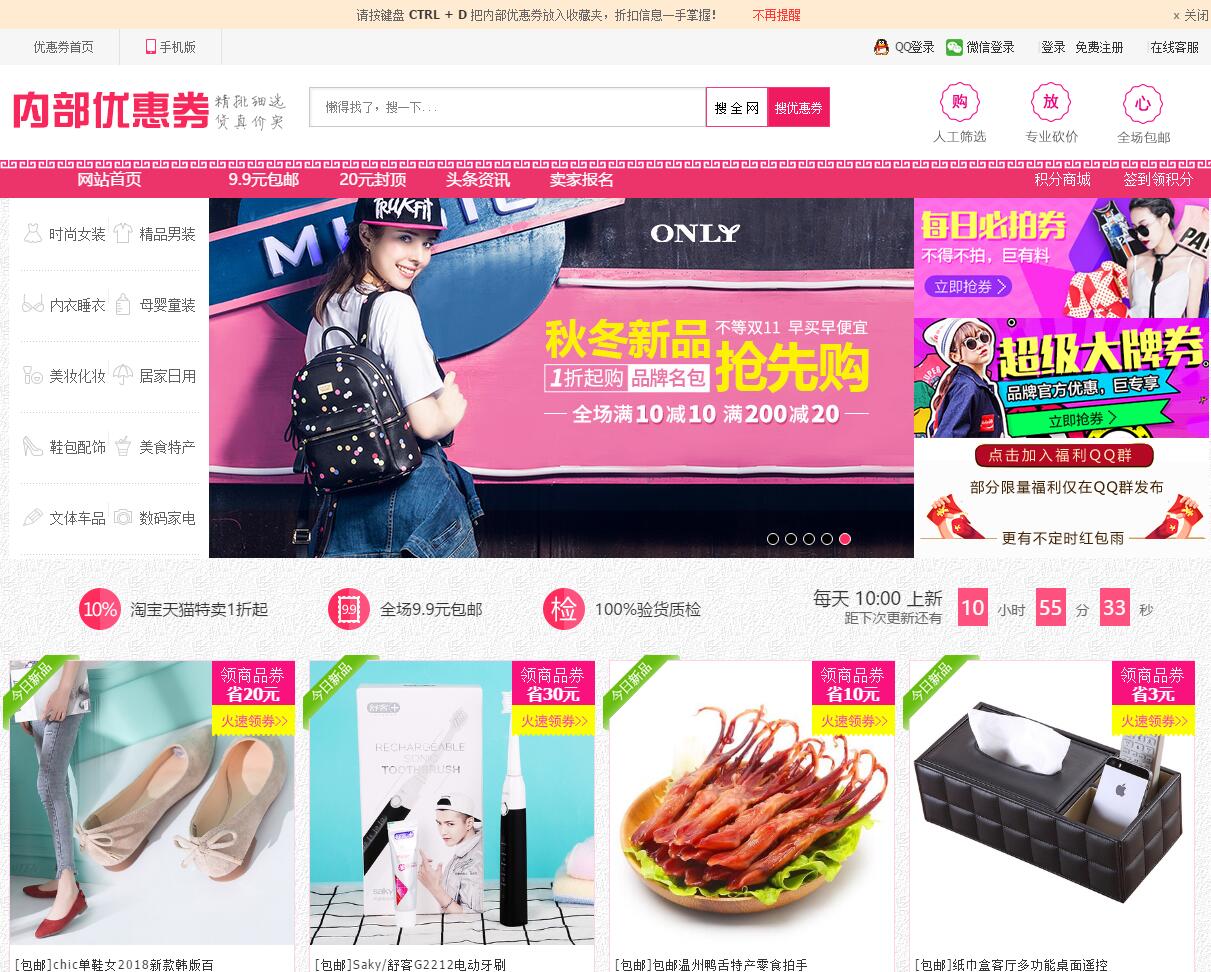 请按键盘 CTRL + D 把内部优惠券放入收藏夹，折扣信息一手掌握！ 不再提醒 x 关闭
优惠券首页 手机版 QQ登录 微信登录 登录 免费注册 在线客服
内部优惠券 精批细选
货真价实
懒得找了，搜一下... 搜全网 搜优惠券
购 放 心
人工筛选 专业砍价 全场包邮
网站首页 9.9元包邮 20元封顶 头条资讯 卖家报名 积分商城 签到领积分
时尚女装 精品男装
内衣睡衣 母婴童装
美妆化妆 居家日用
鞋包配饰 美食特产
文体车品 数码家电
TRUKFIT
ONLY
秋冬新品 不等双11 早买早便宜
1折起购 品牌名包 抢先购
全场满10减10 满200减20
每日必拍券
不得不拍，巨有料
立即抢券
超级大牌券
品牌官方优惠，巨专享
立即抢券
点击加入福利QQ群
部分限量福利仅在QQ群发布
更有不定时红包雨
10% 淘宝天猫特卖1折起 9.9 全场9.9元包邮 检 100%验货质检
每天 10:00 上新
距下次更新还有 10 小时 55 分 33 秒
今日新品 领商品券
省20元
火速领券>>
今日新品 领商品券
省30元
火速领券>>
舒客
RECHARGEABLE
SONIC
TOOTHBRUSH
saky
今日新品 领商品券
省10元
火速领券>>
今日新品 领商品券
省3元
火速领券>>
[包邮]chic单鞋女2018新款韩版百
[包邮]Saky/舒客G2212电动牙刷
[包邮]包邮温州鸭舌特产零食拍手
[包邮]纸巾盒客厅多功能桌面遥控